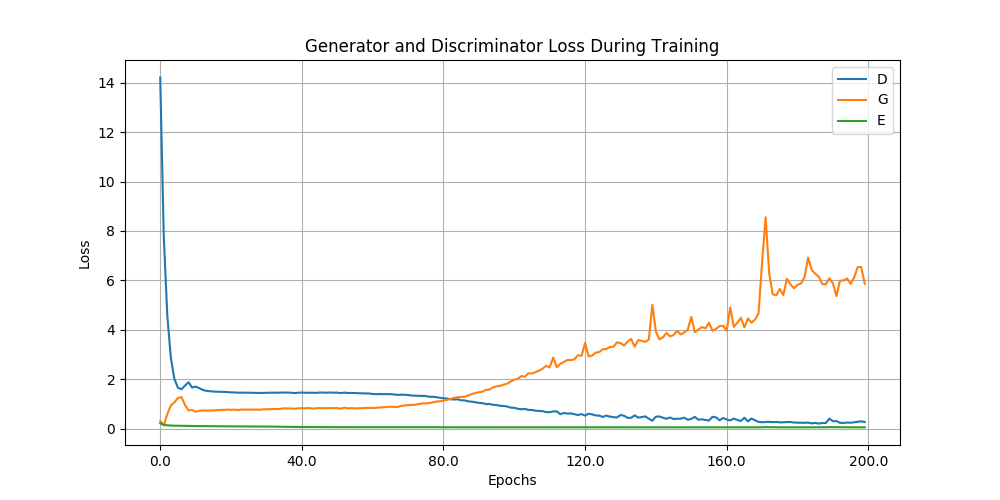 Generator and Discriminator Loss During Training
D
G
E
14
12
10
8
6
4
2
0
Loss
0.0 40.0 80.0 120.0 160.0 200.0
Epochs